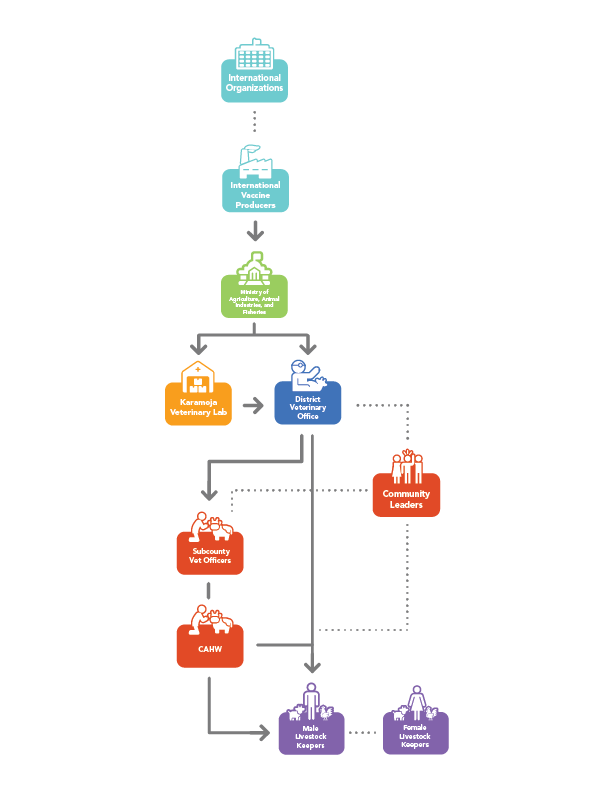 International
Organizations
International
Vaccine
Producers
Ministry of
Agriculture, Animal
Industries, and
Fisheries
Karamoja
Veterinary Lab
District
Veterinary
Office
Community
Leaders
Subcounty
Vet Officers
CAHW
Male
Livestock
Keepers
Female
Livestock
Keepers